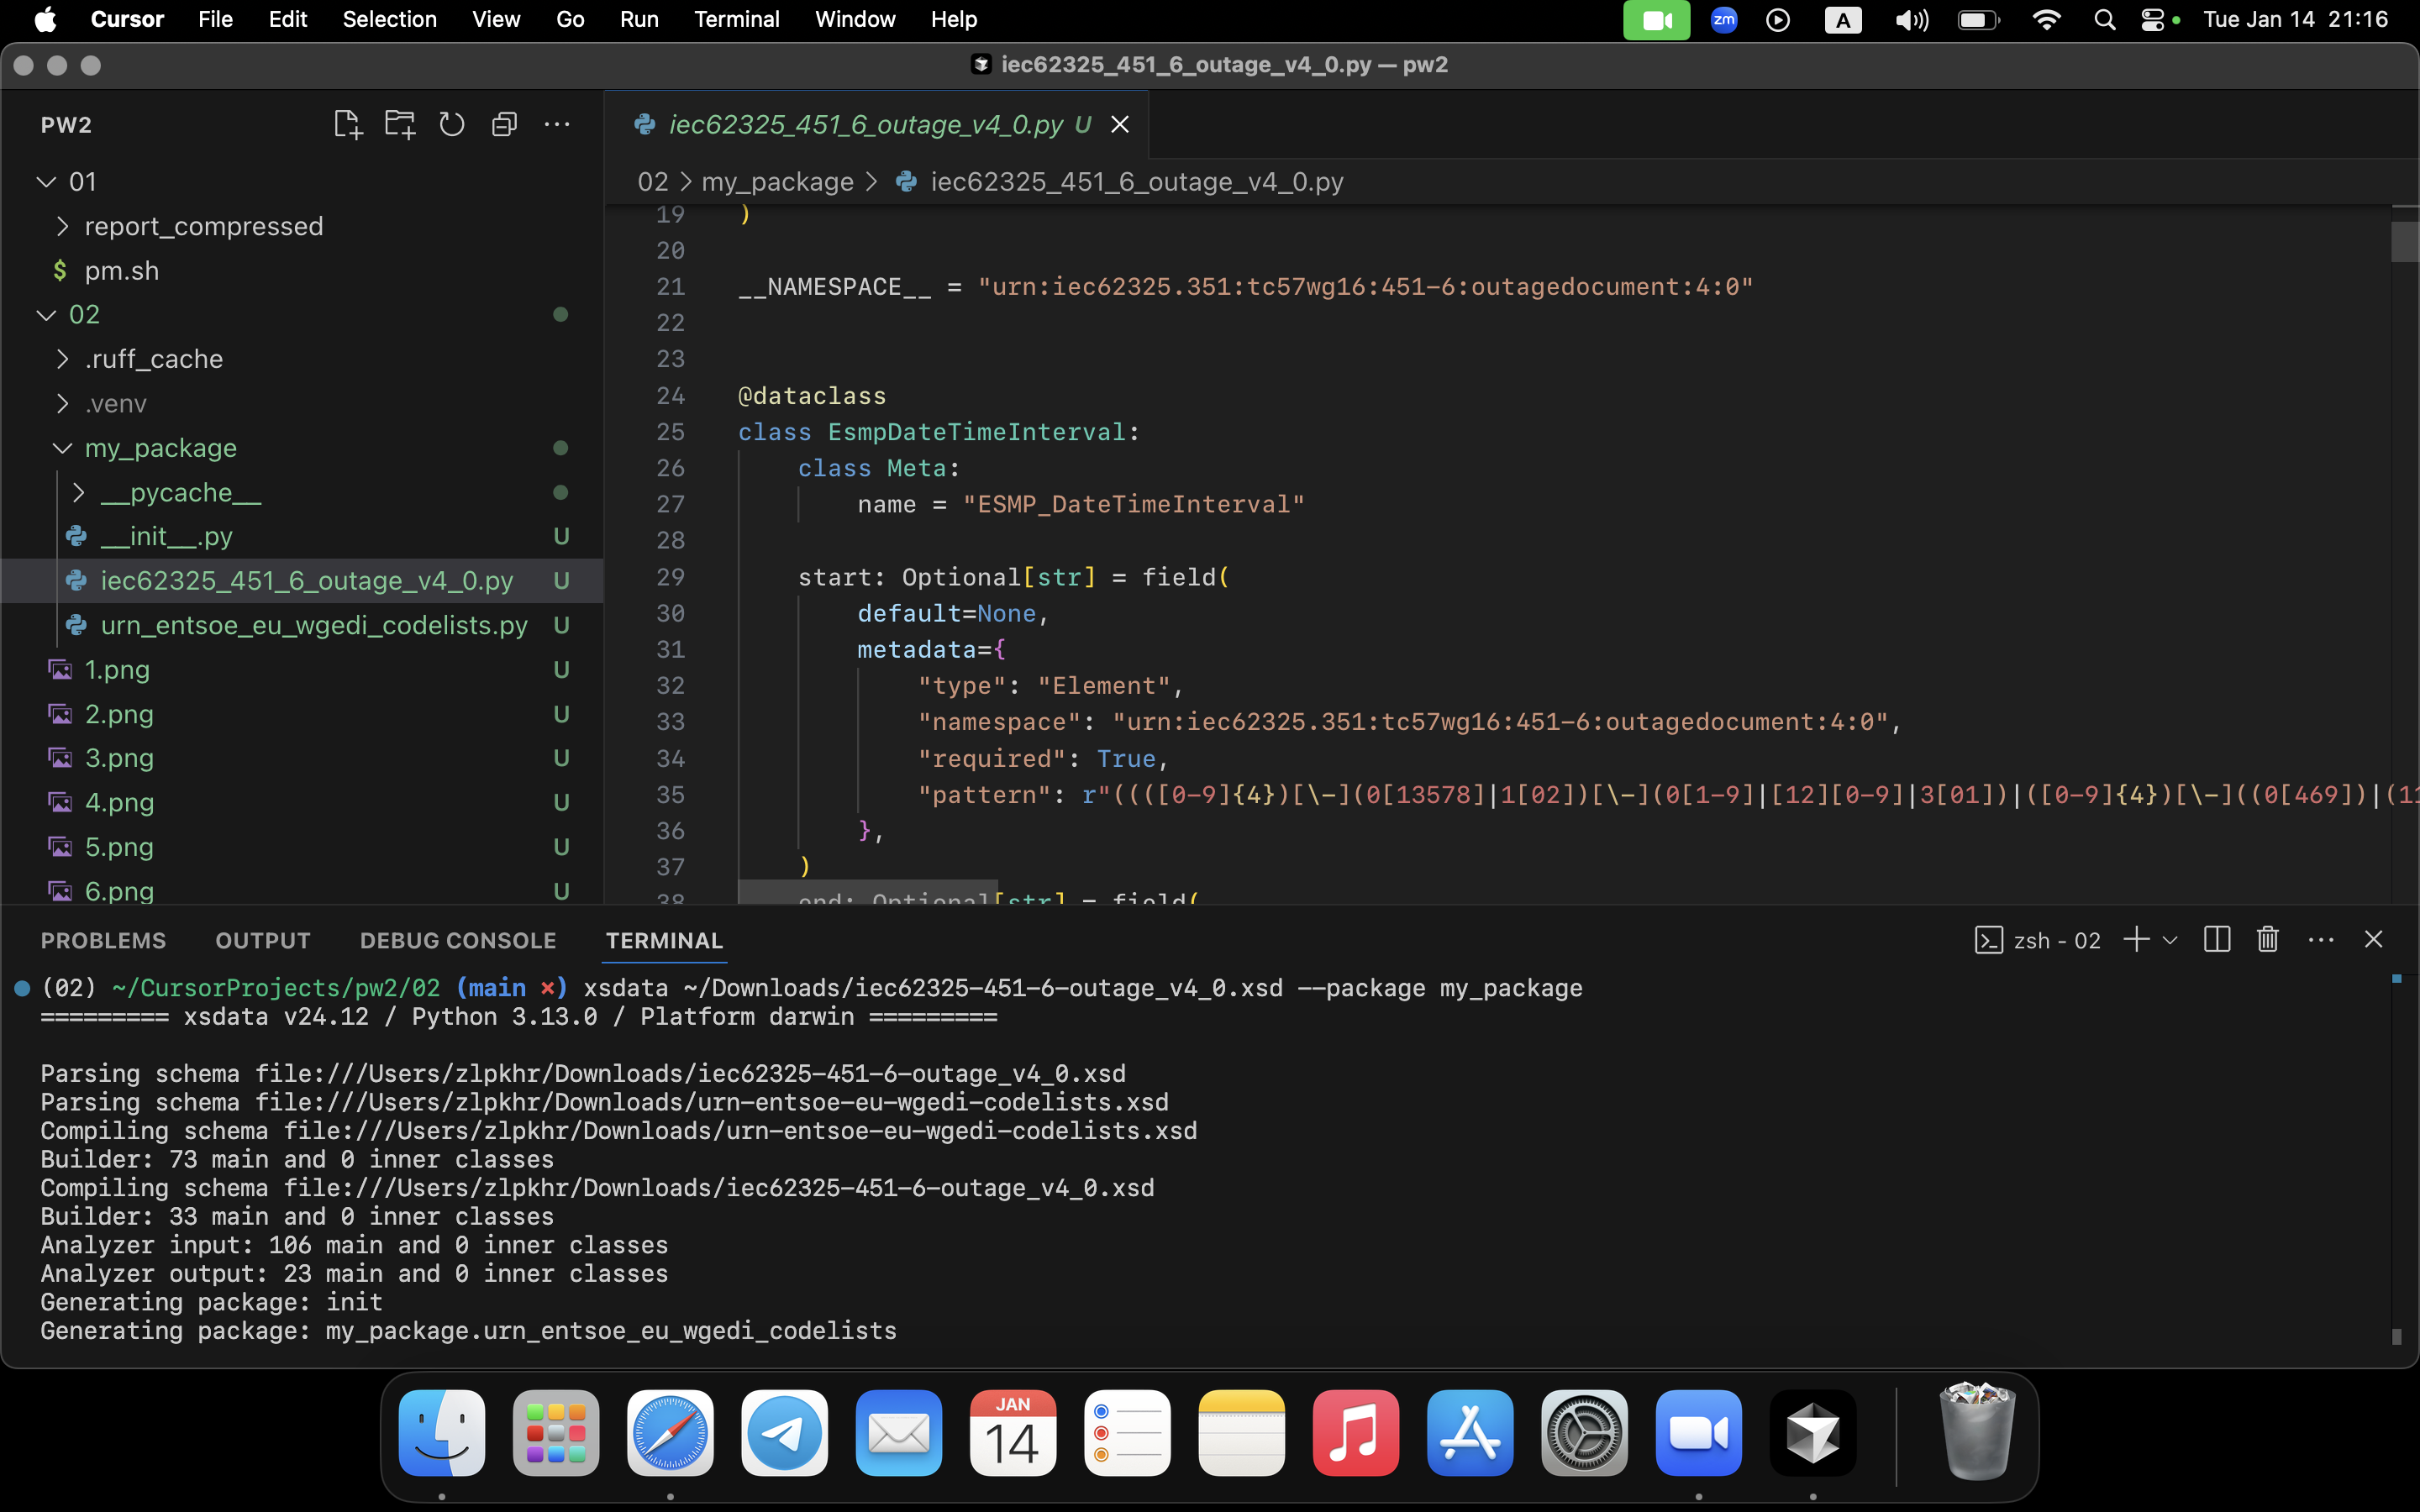 Cursor File Edit Selection View Go Run Terminal Window Help zm A Tue Jan 14 21:16
iec62325_451_6_outage_v4_0.py — pw2
PW2
01
report_compressed
$ pm.sh
02
.ruff_cache
.venv
my_package
__pycache__
__init__.py U
iec62325_451_6_outage_v4_0.py U
urn_entsoe_eu_wgedi_codelists.py U
1.png U
2.png U
3.png U
4.png U
5.png U
6.png U
iec62325_451_6_outage_v4_0.py U
02 > my_package > iec62325_451_6_outage_v4_0.py
19 )
20
21 __NAMESPACE__ = "urn:iec62325.351:tc57wg16:451-6:outagedocument:4:0"
22
23
24 @dataclass
25 class EsmpDateTimeInterval:
26 class Meta:
27 name = "ESMP_DateTimeInterval"
28
29 start: Optional[str] = field(
30 default=None,
31 metadata={
32 "type": "Element",
33 "namespace": "urn:iec62325.351:tc57wg16:451-6:outagedocument:4:0",
34 "required": True,
35 "pattern": r"((([0-9]{4})[\-](0[13578]|1[02])[\-](0[1-9]|[12][0-9]|3[01])|([0-9]{4})[\-]((0[469])|(11
36 },
37 )
38 end: Optional[str] = field(
PROBLEMS OUTPUT DEBUG CONSOLE TERMINAL zsh - 02
(02) ~/CursorProjects/pw2/02 (main ✗) xsdata ~/Downloads/iec62325-451-6-outage_v4_0.xsd --package my_package
========= xsdata v24.12 / Python 3.13.0 / Platform darwin =========
Parsing schema file:///Users/zlpkhr/Downloads/iec62325-451-6-outage_v4_0.xsd
Parsing schema file:///Users/zlpkhr/Downloads/urn-entsoe-eu-wgedi-codelists.xsd
Compiling schema file:///Users/zlpkhr/Downloads/urn-entsoe-eu-wgedi-codelists.xsd
Builder: 73 main and 0 inner classes
Compiling schema file:///Users/zlpkhr/Downloads/iec62325-451-6-outage_v4_0.xsd
Builder: 33 main and 0 inner classes
Analyzer input: 106 main and 0 inner classes
Analyzer output: 23 main and 0 inner classes
Generating package: init
Generating package: my_package.urn_entsoe_eu_wgedi_codelists
JAN
14